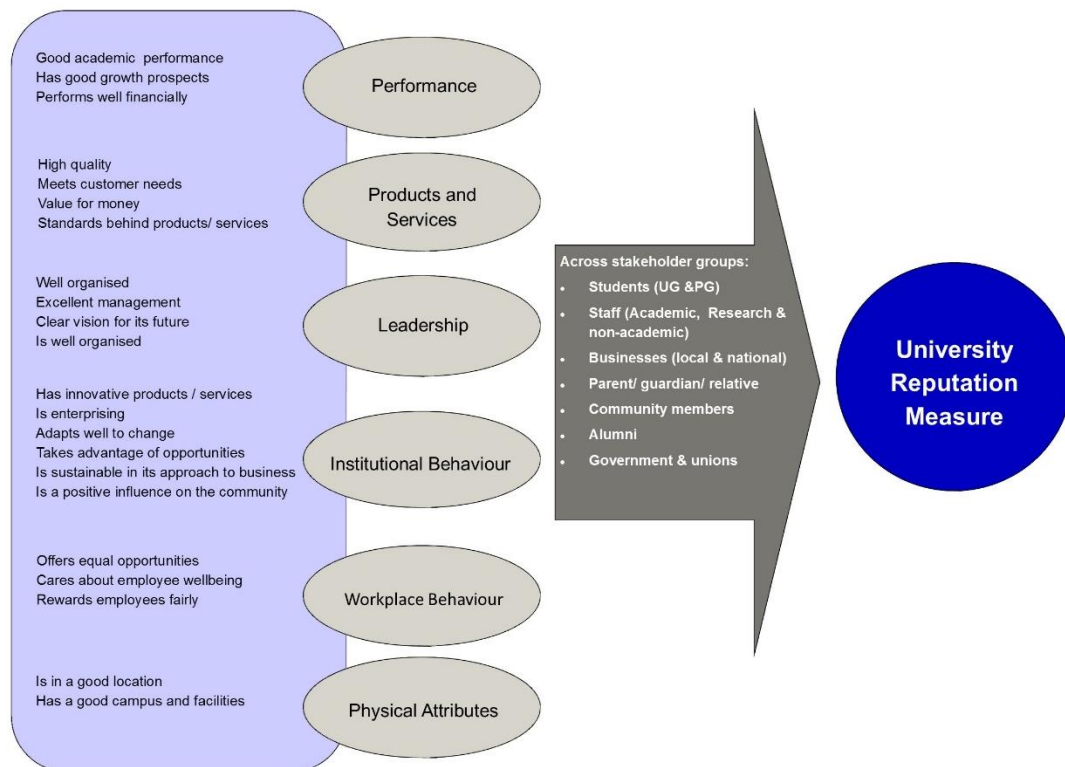 Good academic  performance
Has good growth prospects
Performs well financially
Performance
High quality
Meets customer needs
Value for money
Standards behind products/ services
Products and
Services
Well organised
Excellent management
Clear vision for its future
Is well organised
Leadership
Has innovative products / services
Is enterprising
Adapts well to change
Takes advantage of opportunities
Is sustainable in its approach to business
Is a positive influence on the community
Institutional Behaviour
Offers equal opportunities
Cares about employee wellbeing
Rewards employees fairly
Workplace Behaviour
Is in a good location
Has a good campus and facilities
Physical Attributes
Across stakeholder groups:
• Students (UG &PG)
• Staff (Academic,  Research &
non-academic)
• Businesses (local & national)
• Parent/ guardian/ relative
• Community members
• Alumni
• Government & unions
University
Reputation
Measure